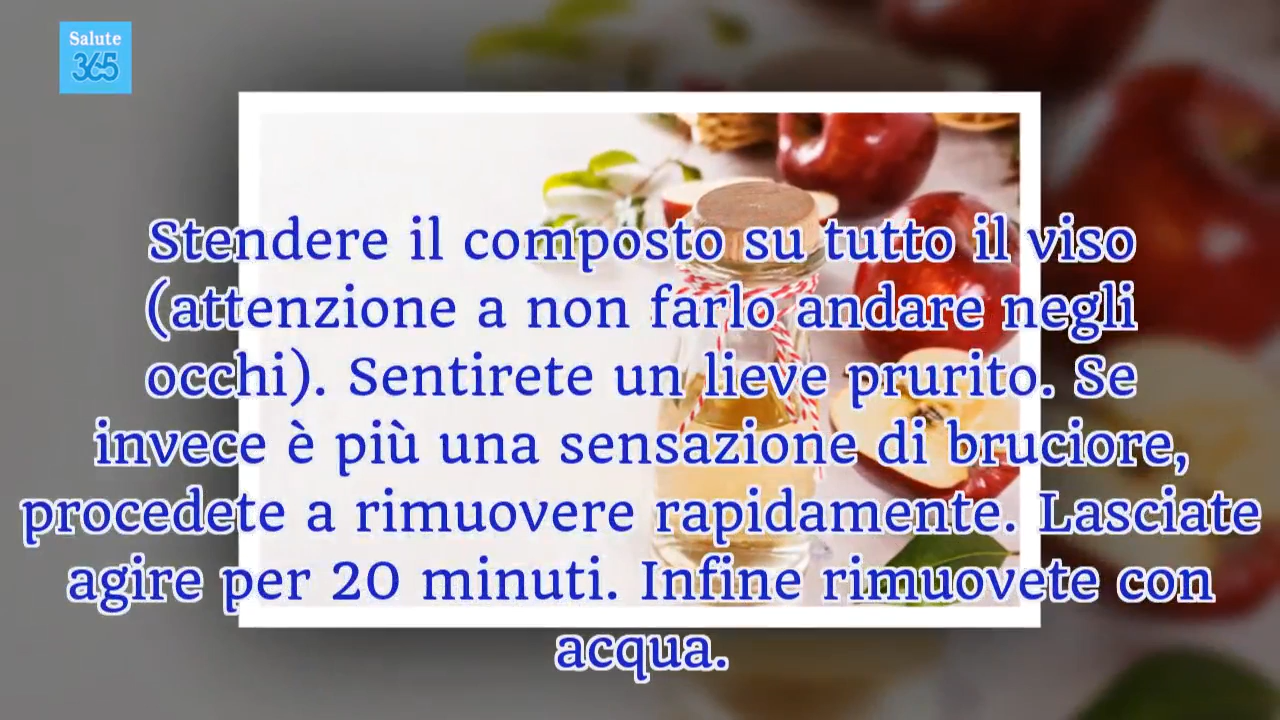 Salute
365
Stendere il composto su tutto il viso
(attenzione a non farlo andare negli
occhi). Sentirete un lieve prurito. Se
invece è più una sensazione di bruciore,
procedete a rimuovere rapidamente. Lasciate
agire per 20 minuti. Infine rimuovete con
acqua.